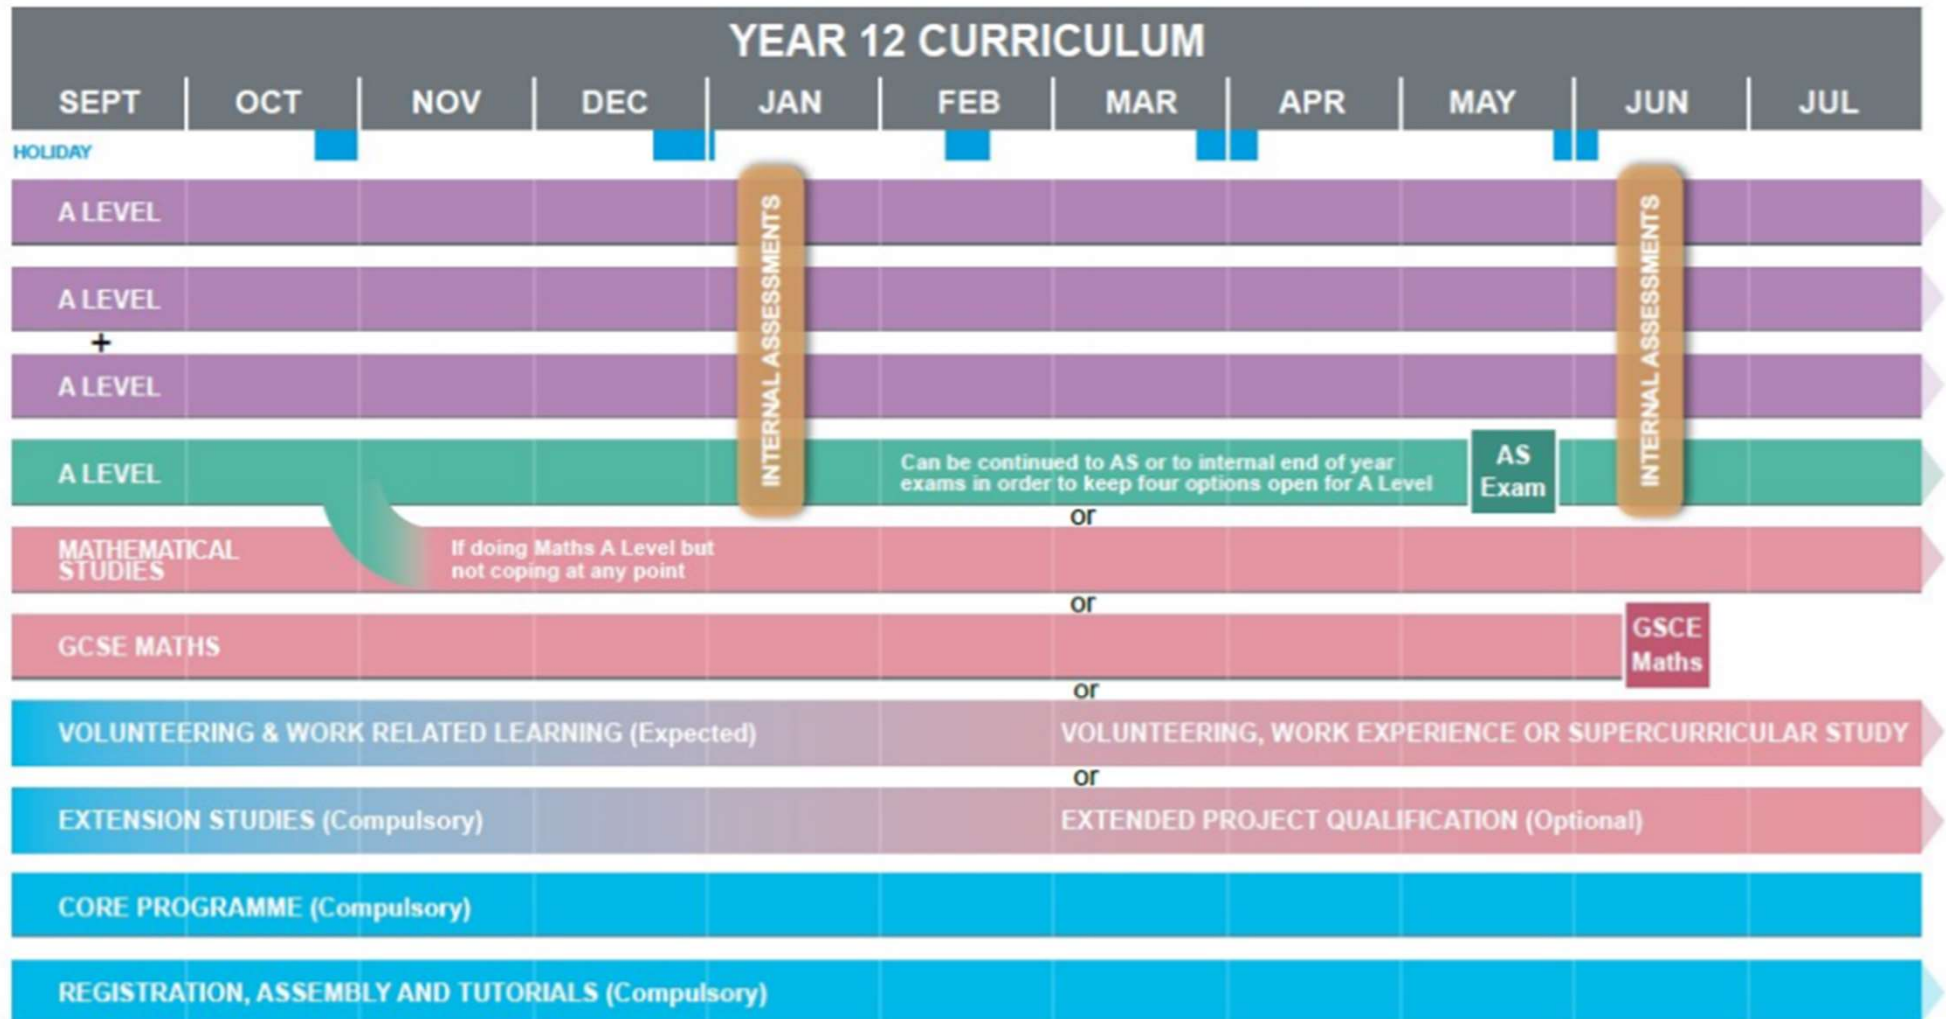 YEAR 12 CURRICULUM
SEPT OCT NOV DEC JAN FEB MAR APR MAY JUN JUL
HOLIDAY
A LEVEL
A LEVEL
+
A LEVEL
INTERNAL ASSESSMENTS
INTERNAL ASSESSMENTS
A LEVEL
Can be continued to AS or to internal end of year
exams in order to keep four options open for A Level
AS
Exam
or
MATHEMATICAL
STUDIES
If doing Maths A Level but
not coping at any point
or
GCSE MATHS
GSCE
Maths
or
VOLUNTEERING & WORK RELATED LEARNING (Expected)
VOLUNTEERING, WORK EXPERIENCE OR SUPERCURRICULAR STUDY
or
EXTENSION STUDIES (Compulsory)
EXTENDED PROJECT QUALIFICATION (Optional)
CORE PROGRAMME (Compulsory)
REGISTRATION, ASSEMBLY AND TUTORIALS (Compulsory)